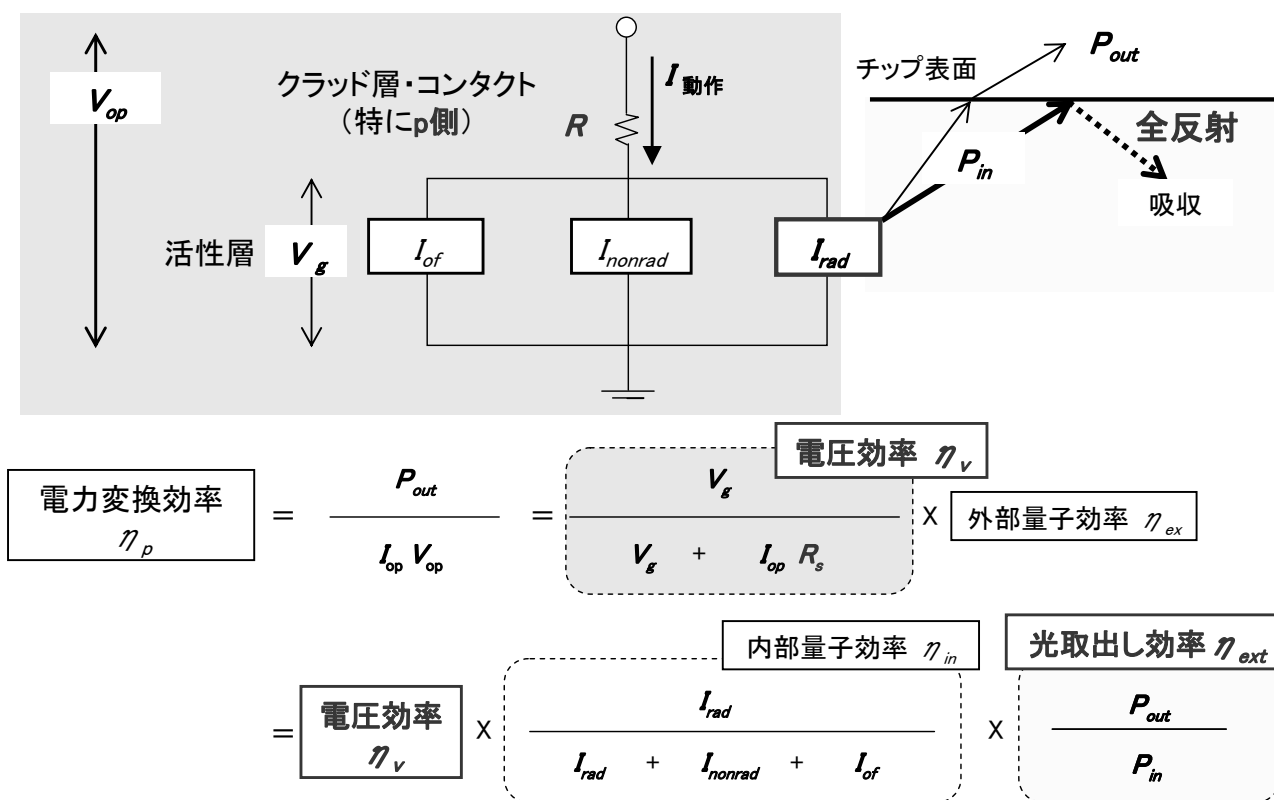 V_op
クラッド層・コンタクト
（特にp側）
R
I 動作
チップ表面
P_out
全反射
P_in
吸収
活性層
V_g
I_of
I_nonrad
I_rad
電力変換効率
η_p
=
P_out
I_op V_op
=
電圧効率 η_v
V_g
V_g + I_op R_s
X
外部量子効率 η_ex
=
電圧効率
η_v
X
内部量子効率 η_in
I_rad
I_rad + I_nonrad + I_of
X
光取出し効率 η_ext
P_out
P_in